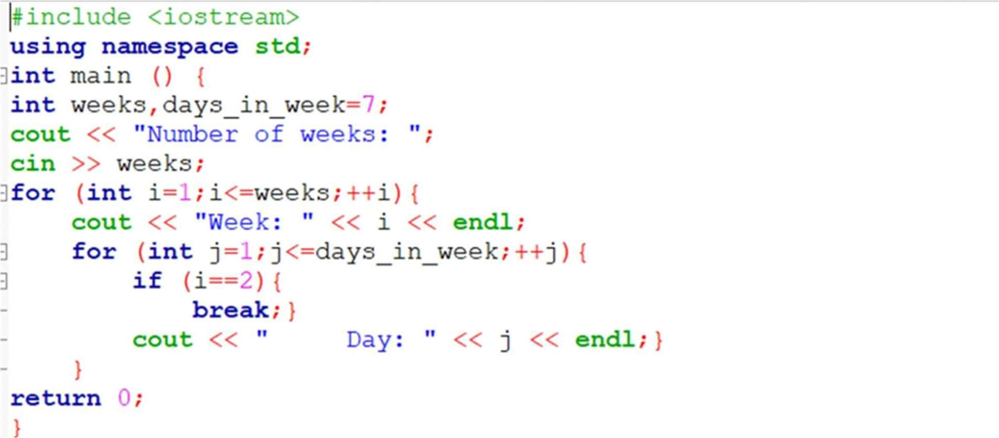 #include <iostream>
using namespace std;
int main () {
int weeks,days_in_week=7;
cout << "Number of weeks: ";
cin >> weeks;
for (int i=1;i<=weeks;++i){
    cout << "Week: " << i << endl;
    for (int j=1;j<=days_in_week;++j){
        if (i==2){
            break;}
        cout << "     Day: " << j << endl;}
    }
return 0;
}